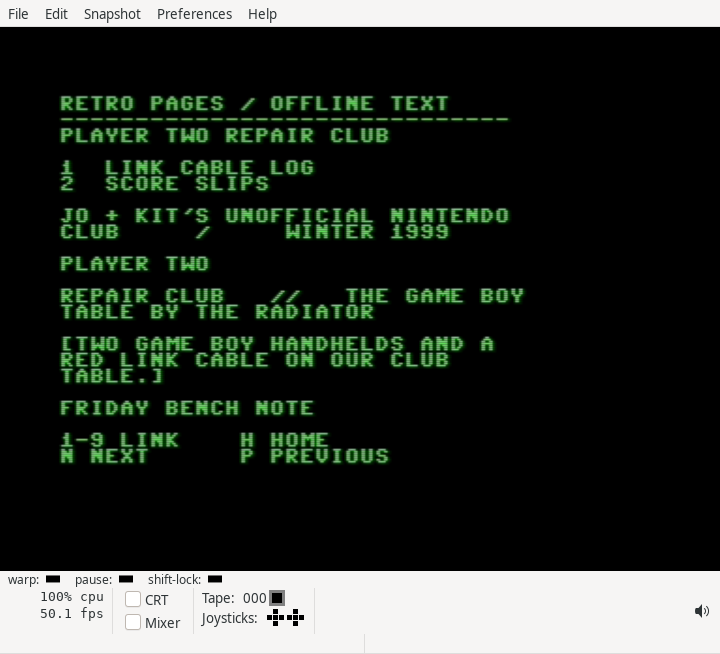 File Edit Snapshot Preferences Help
RETRO PAGES / OFFLINE TEXT
------------------------------
PLAYER TWO REPAIR CLUB
1 LINK CABLE LOG
2 SCORE SLIPS
JO + KIT'S UNOFFICIAL NINTENDO
CLUB / WINTER 1999
PLAYER TWO
REPAIR CLUB // THE GAME BOY
TABLE BY THE RADIATOR
[TWO GAME BOY HANDHELDS AND A
RED LINK CABLE ON OUR CLUB
TABLE.]
FRIDAY BENCH NOTE
1-9 LINK H HOME
N NEXT P PREVIOUS
warp: pause: shift-lock:
100% cpu CRT Tape: 000
50.1 fps Mixer Joysticks: